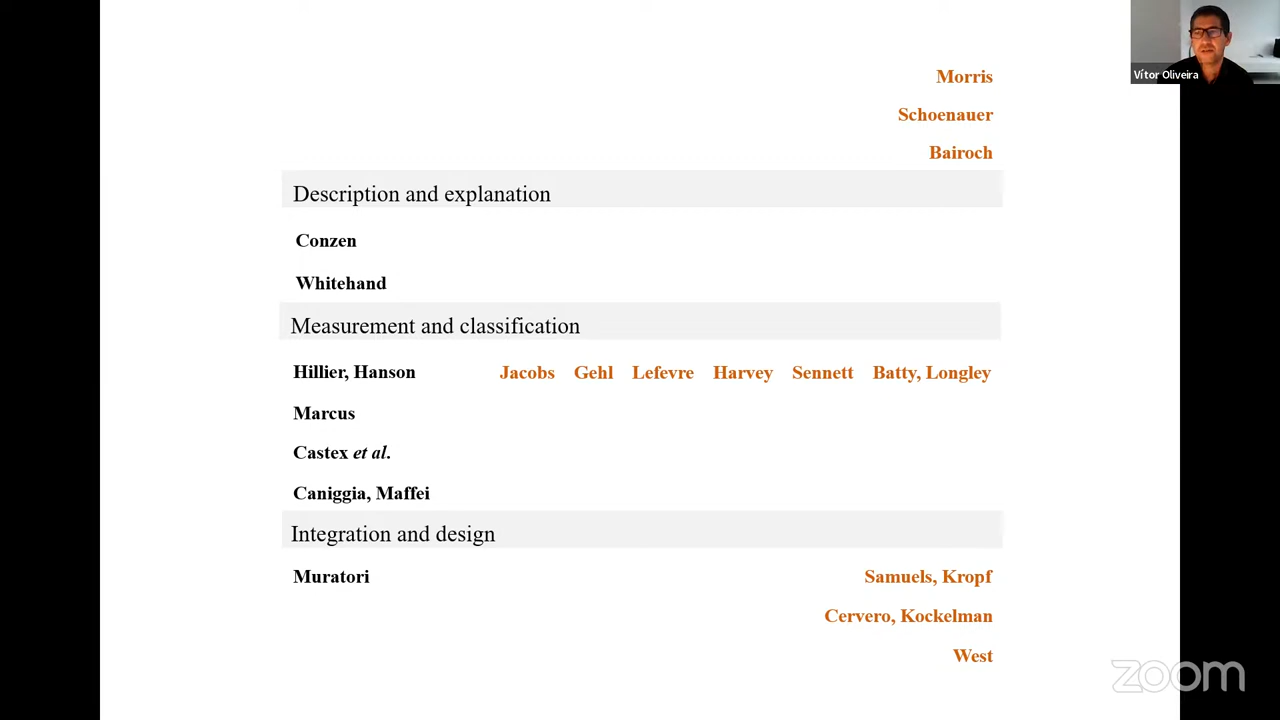 Morris
Vítor Oliveira
Schoenauer
Bairoch
Description and explanation
Conzen
Whitehand
Measurement and classification
Hillier, Hanson Jacobs Gehl Lefevre Harvey Sennett Batty, Longley
Marcus
Castex et al.
Caniggia, Maffei
Integration and design
Muratori Samuels, Kropf
Cervero, Kockelman
West
zoom